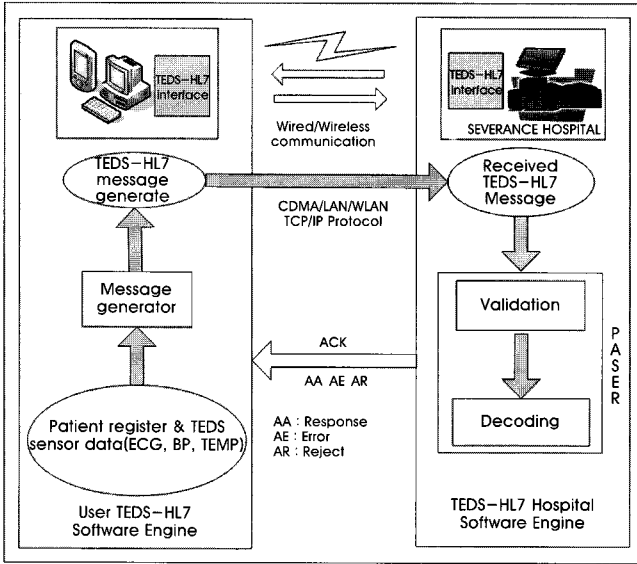 TEDS-HL7
Interface
Wired/Wireless
communication
TEDS-HL7
Interface
SEVERANCE HOSPITAL
TEDS-HL7
message
generate
CDMA/LAN/WLAN
TCP/IP Protocol
Received
TEDS-HL7
Message
Message
generator
Validation
Decoding
PASER
ACK
AA AE AR
AA : Response
AE : Error
AR : Reject
Patient register & TEDS
sensor data(ECG, BP, TEMP)
User TEDS-HL7
Software Engine
TEDS-HL7 Hospital
Software Engine